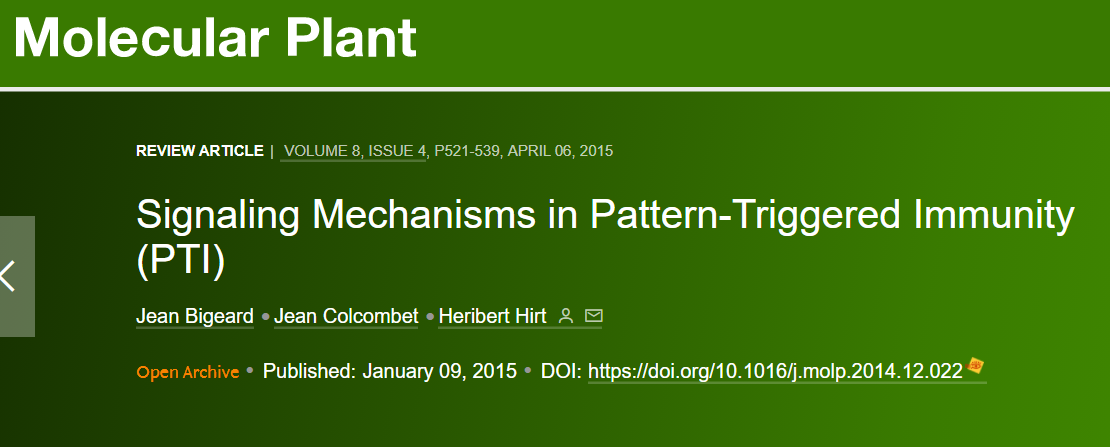 Molecular Plant
REVIEW ARTICLE | VOLUME 8, ISSUE 4, P521-539, APRIL 06, 2015
Signaling Mechanisms in Pattern-Triggered Immunity
(PTI)
Jean Bigeard • Jean Colcombet • Heribert Hirt
Open Archive • Published: January 09, 2015 • DOI: https://doi.org/10.1016/j.molp.2014.12.022